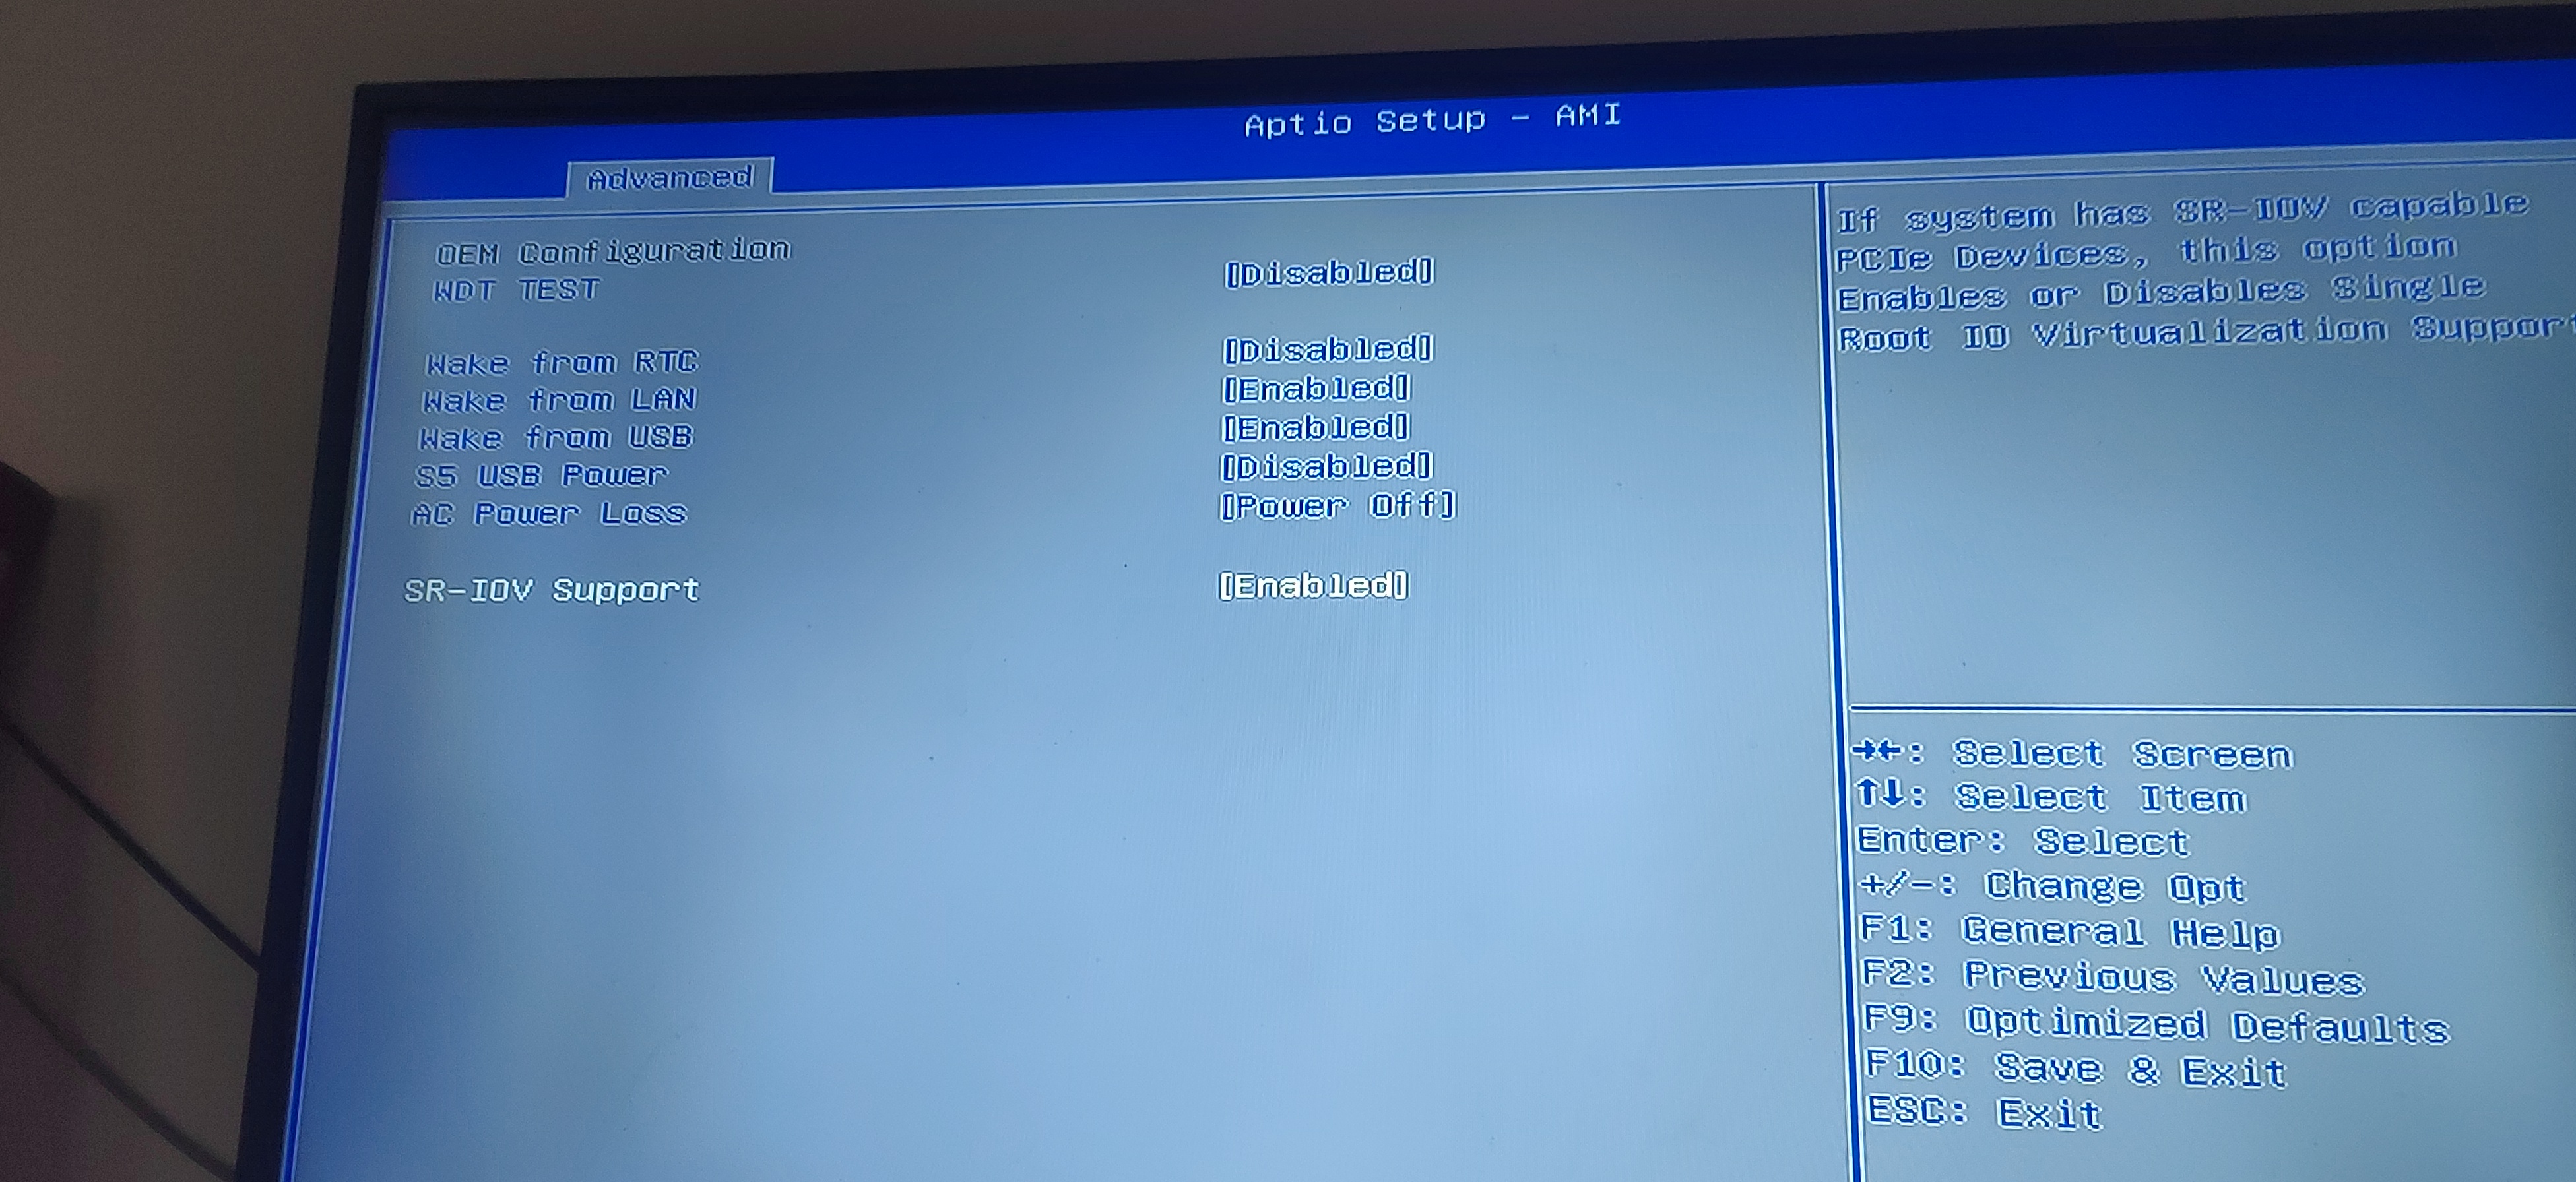 Aptio Setup - AMI
Advanced
OEM Configuration
WDT TEST [Disabled]
Wake from RTC [Disabled]
Wake from LAN [Enabled]
Wake from USB [Enabled]
S5 USB Power [Disabled]
AC Power Loss [Power Off]
SR-IOV Support [Enabled]
If system has SR-IOV capable
PCIe Devices, this option
Enables or Disables Single
Root IO Virtualization Support
→←: Select Screen
↑↓: Select Item
Enter: Select
+/-: Change Opt
F1: General Help
F2: Previous Values
F9: Optimized Defaults
F10: Save & Exit
ESC: Exit